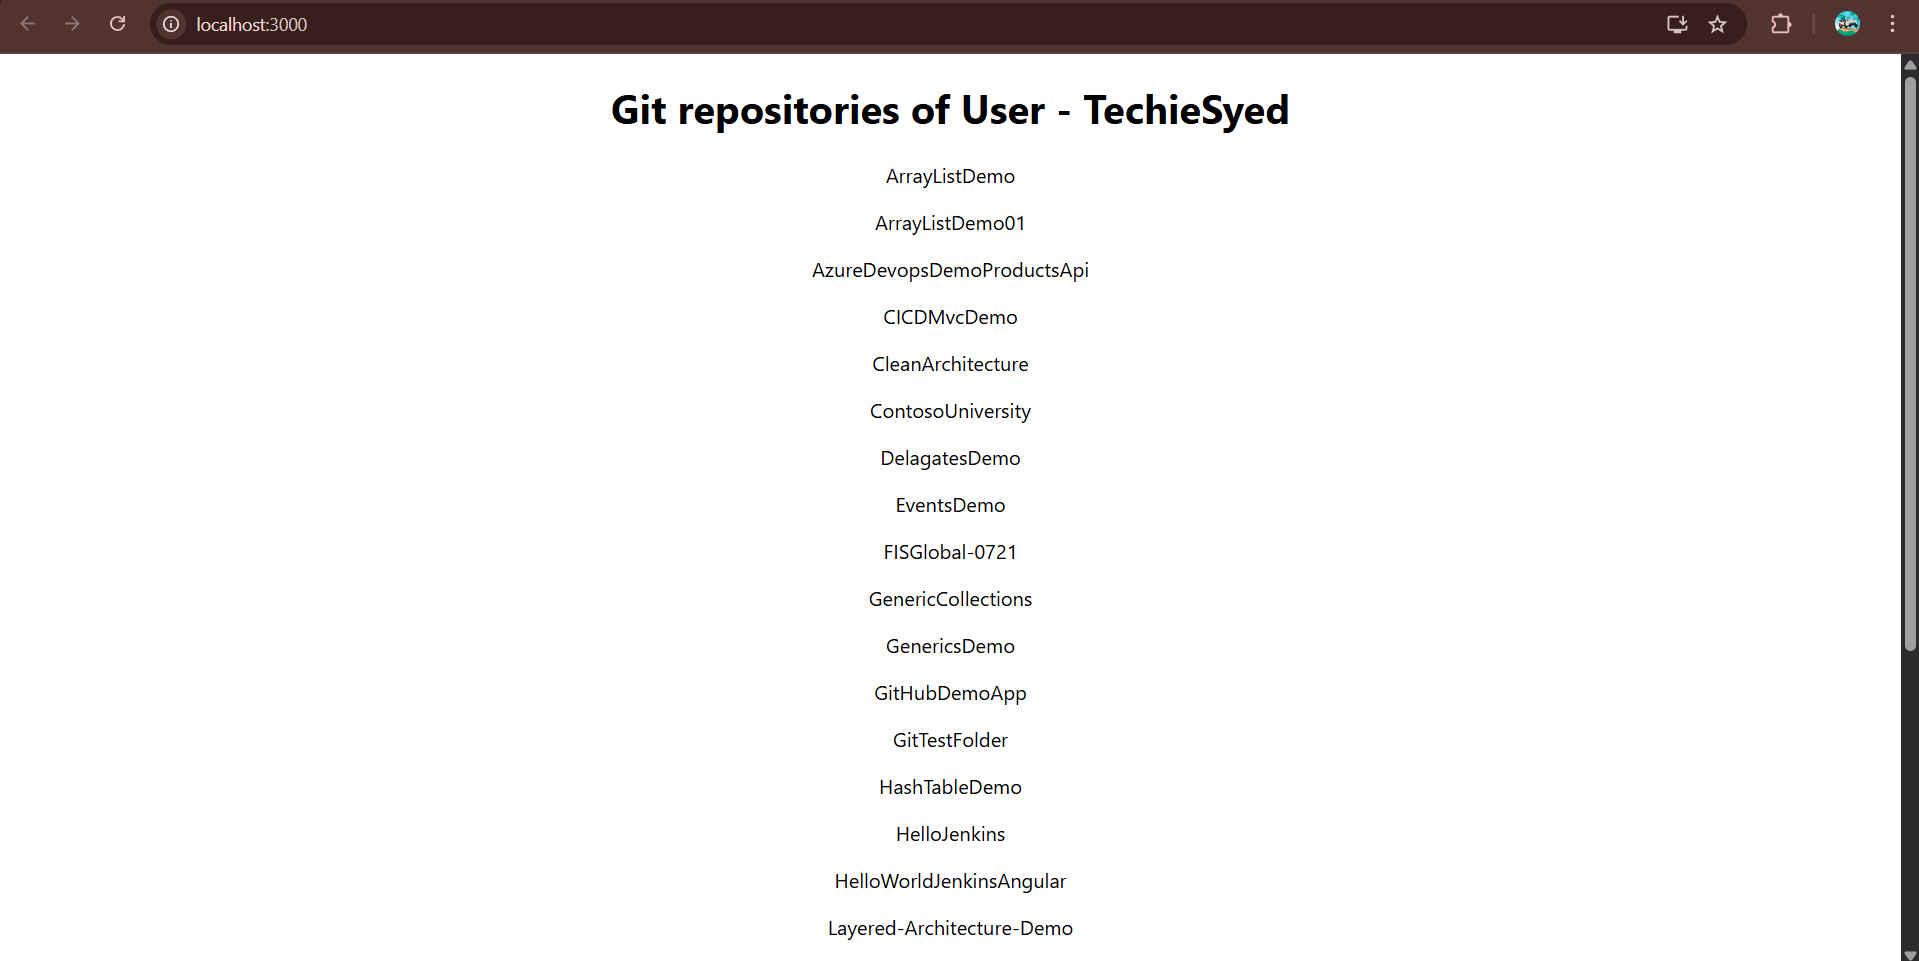 localhost:3000
Git repositories of User - TechieSyed
ArrayListDemo
ArrayListDemo01
AzureDevopsDemoProductsApi
CICDMvcDemo
CleanArchitecture
ContosoUniversity
DelagatesDemo
EventsDemo
FISGlobal-0721
GenericCollections
GenericsDemo
GitHubDemoApp
GitTestFolder
HashTableDemo
HelloJenkins
HelloWorldJenkinsAngular
Layered-Architecture-Demo